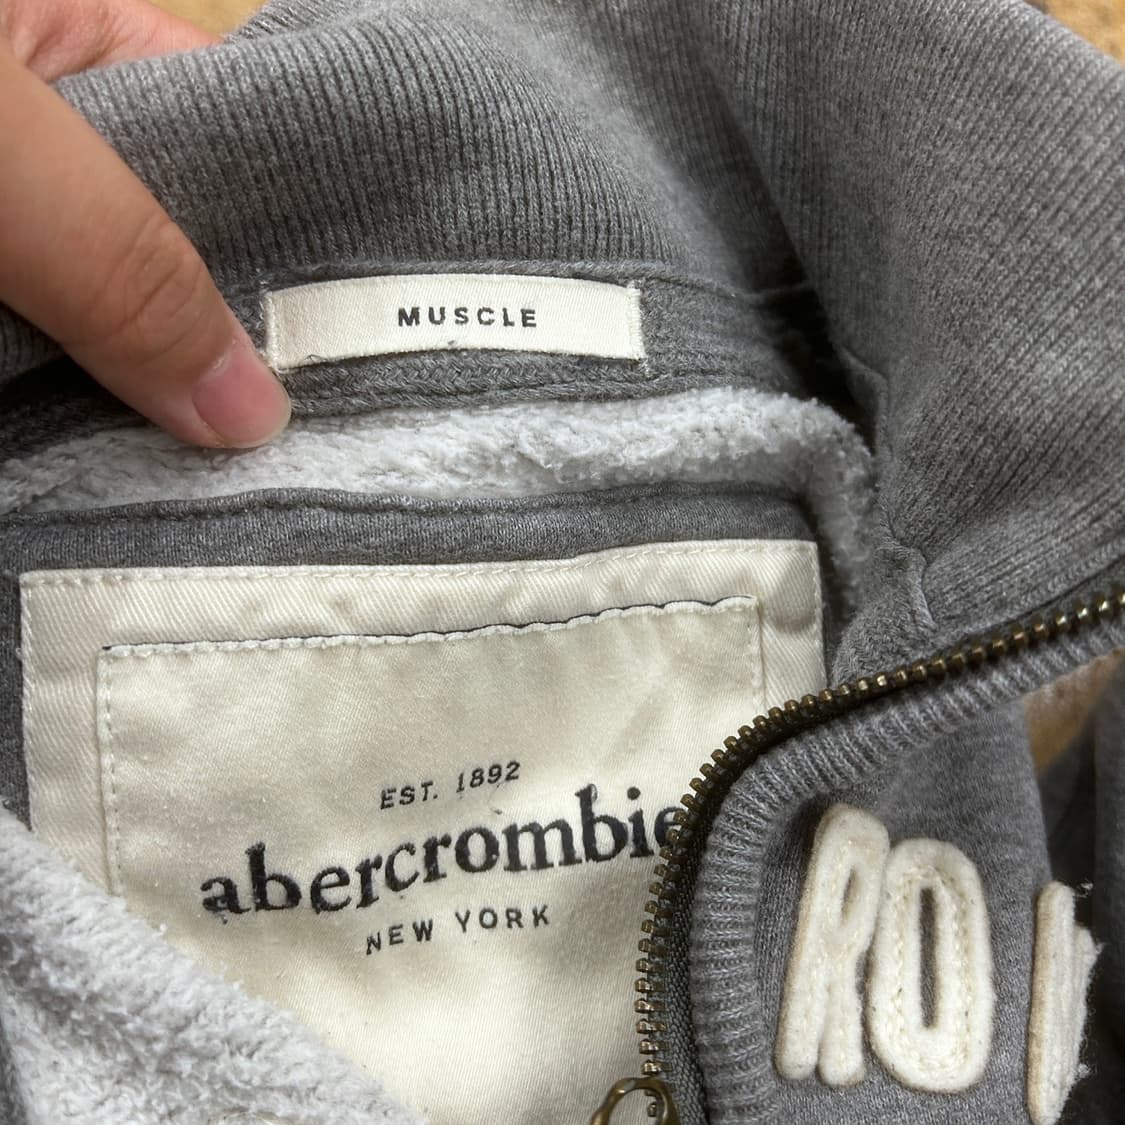 MUSCLE
EST. 1892
abercrombie
NEW YORK
RO